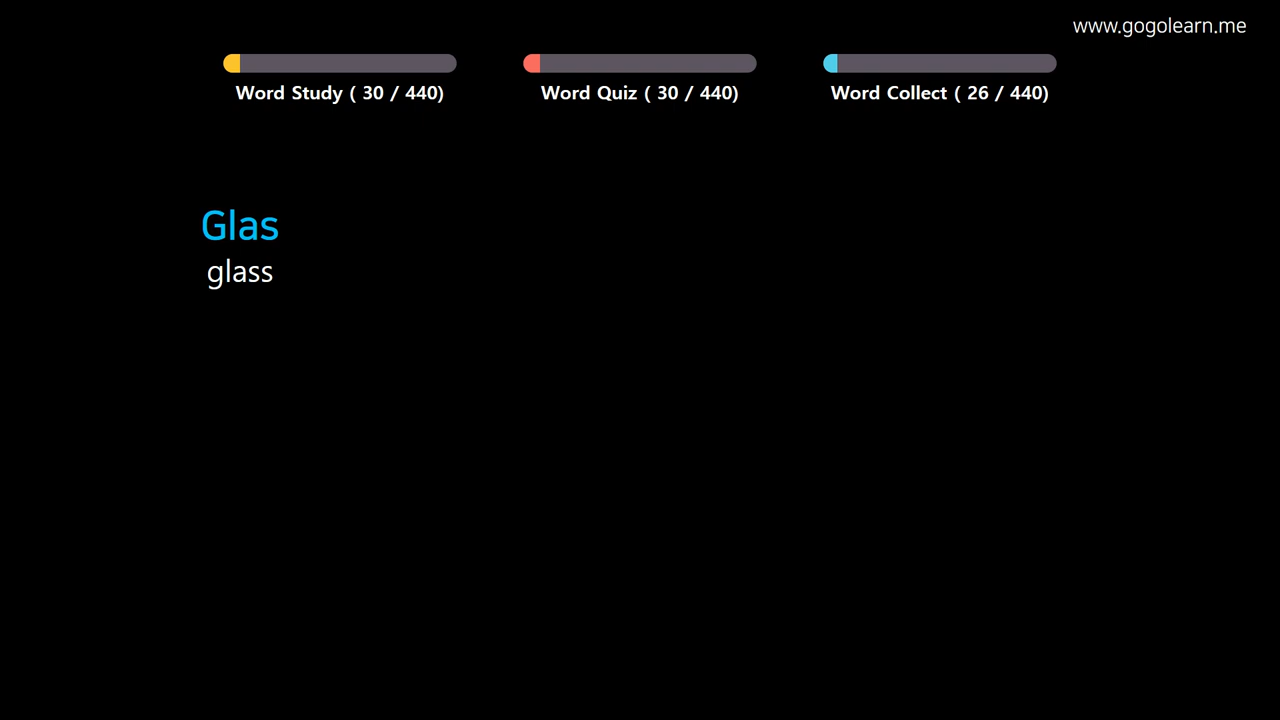 www.gogolearn.me
Word Study ( 30 / 440)
Word Quiz ( 30 / 440)
Word Collect ( 26 / 440)
Glas
glass